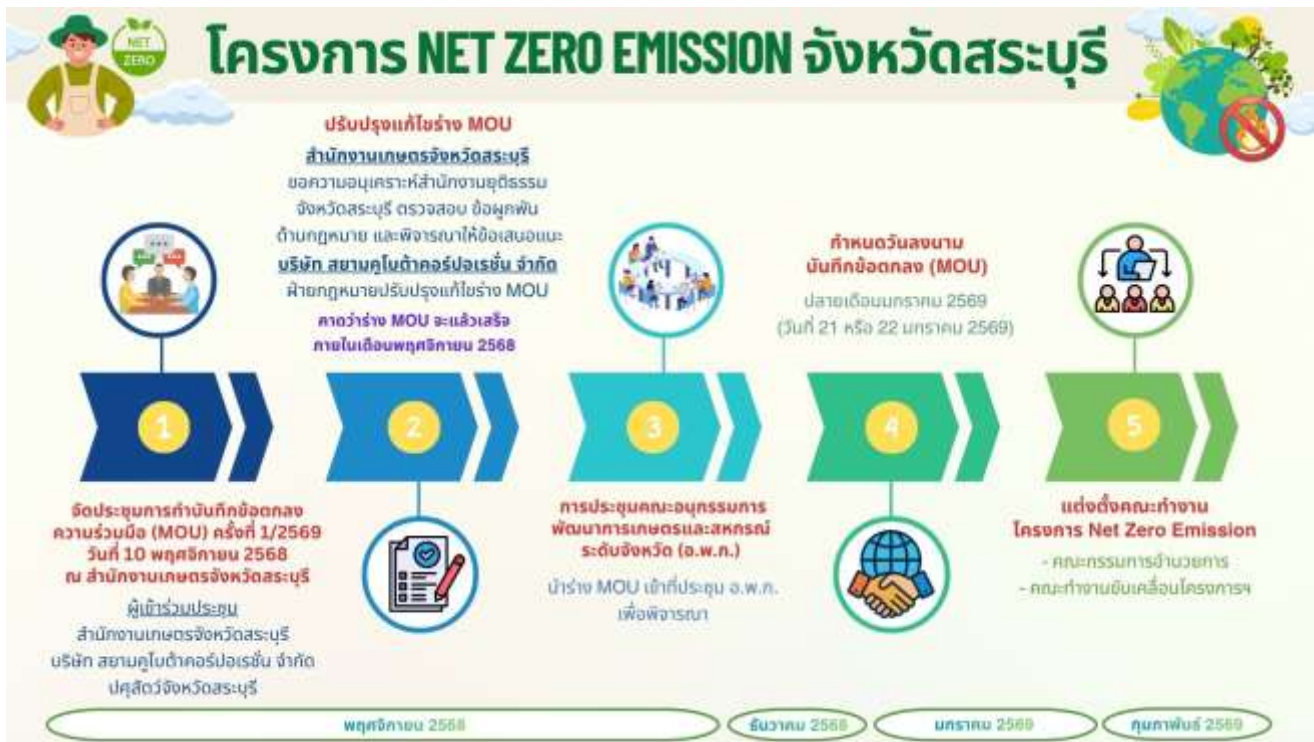 NET
ZERO
โครงการ NET ZERO EMISSION จังหวัดสระบุรี
1
จัดประชุมการทำบันทึกข้อตกลง
ความร่วมมือ (MOU) ครั้งที่ 1/2569
วันที่ 10 พฤศจิกายน 2568
ณ สำนักงานเกษตรจังหวัดสระบุรี
ผู้เข้าร่วมประชุม
สำนักงานเกษตรจังหวัดสระบุรี
บริษัท สยามคูโบต้าคอร์ปอเรชั่น จำกัด
ปศุสัตว์จังหวัดสระบุรี
ปรับปรุงแก้ไขร่าง MOU
สำนักงานเกษตรจังหวัดสระบุรี
ขอความอนุเคราะห์สำนักงานยุติธรรม
จังหวัดสระบุรี ตรวจสอบ ข้อผูกพัน
ด้านกฎหมาย และพิจารณาให้ข้อเสนอแนะ
บริษัท สยามคูโบต้าคอร์ปอเรชั่น จำกัด
ฝ่ายกฎหมายปรับปรุงแก้ไขร่าง MOU
คาดว่าร่าง MOU จะแล้วเสร็จ
ภายในเดือนพฤศจิกายน 2568
2
3
การประชุมคณะอนุกรรมการ
พัฒนาการเกษตรและสหกรณ์
ระดับจังหวัด (อ.พ.ก.)
นำร่าง MOU เข้าที่ประชุม อ.พ.ก.
เพื่อพิจารณา
กำหนดวันลงนาม
บันทึกข้อตกลง (MOU)
ปลายเดือนมกราคม 2569
(วันที่ 21 หรือ 22 มกราคม 2569)
4
5
แต่งตั้งคณะทำงาน
โครงการ Net Zero Emission
- คณะกรรมการอำนวยการ
- คณะทำงานขับเคลื่อนโครงการฯ
พฤศจิกายน 2568
ธันวาคม 2568
มกราคม 2569
กุมภาพันธ์ 2569